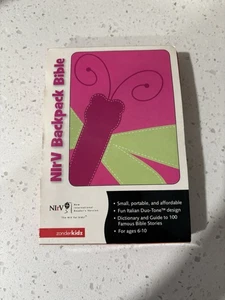 NIrV Backpack Bible
NIrV
New
International
Reader's Version
• Small, portable, and affordable
• Fun Italian Duo-Tone™ design
• Dictionary and Guide to 100
Famous Bible Stories
• For ages 6-10
zonderkidz